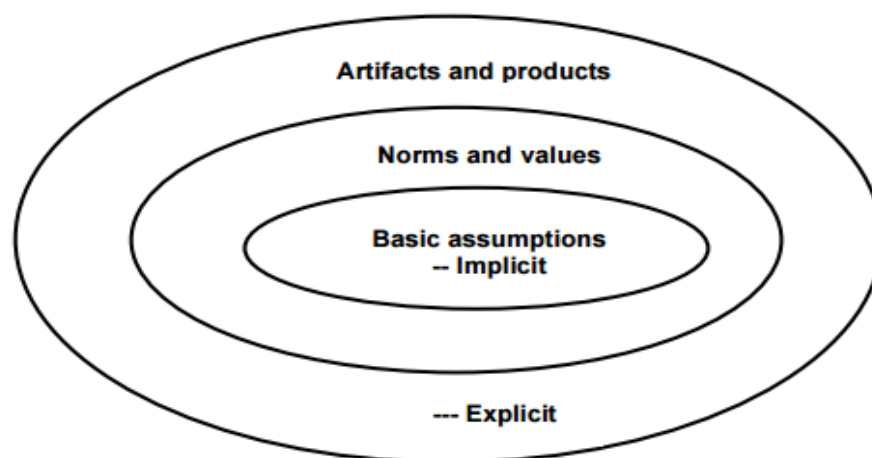 Artifacts and products
Norms and values
Basic assumptions
-- Implicit
--- Explicit